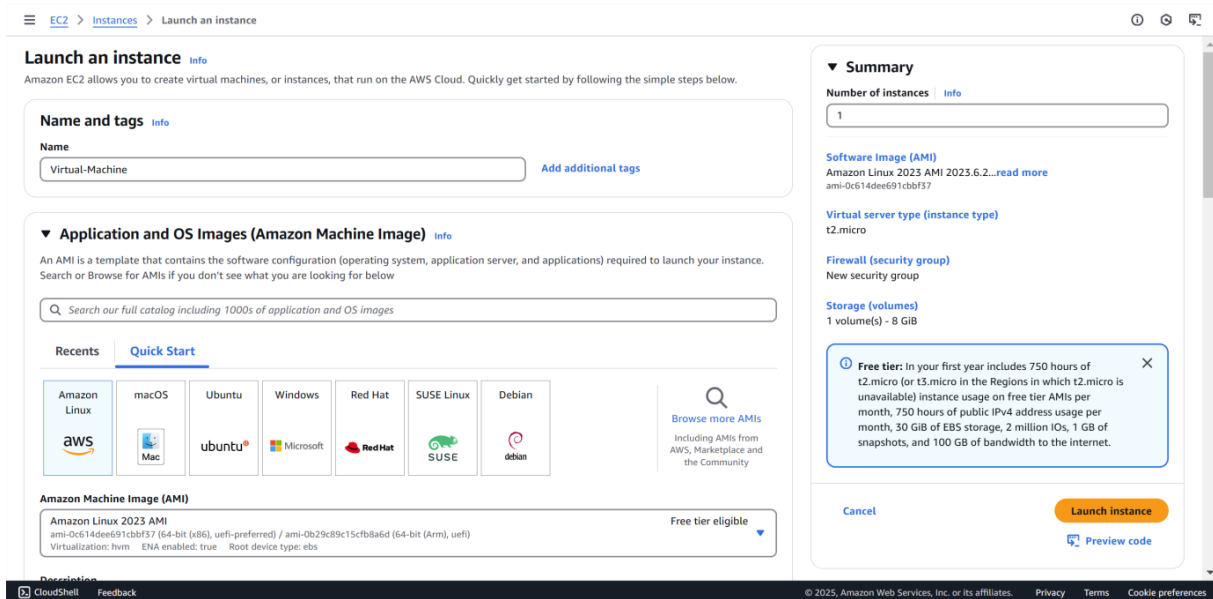 EC2 > Instances > Launch an instance
Launch an instance Info
Amazon EC2 allows you to create virtual machines, or instances, that run on the AWS Cloud. Quickly get started by following the simple steps below.
Name and tags Info
Name
Virtual-Machine
Add additional tags
Application and OS Images (Amazon Machine Image) Info
An AMI is a template that contains the software configuration (operating system, application server, and applications) required to launch your instance.
Search or Browse for AMIs if you don't see what you are looking for below
Search our full catalog including 1000s of application and OS images
Recents
Quick Start
Amazon
Linux
aws
macOS
Mac
Ubuntu
ubuntu®
Windows
Microsoft
Red Hat
Red Hat
SUSE Linux
SUSE
Debian
debian
Browse more AMIs
Including AMIs from
AWS, Marketplace and
the Community
Amazon Machine Image (AMI)
Amazon Linux 2023 AMI
Free tier eligible
ami-0c614dee691cbbf37 (64-bit (x86), uefi-preferred) / ami-0b29c89c15cfb8a6d (64-bit (Arm), uefi)
Virtualization: hvm ENA enabled: true Root device type: ebs
Description
Summary
Number of instances Info
1
Software Image (AMI)
Amazon Linux 2023 AMI 2023.6.2...read more
ami-0c614dee691cbbf37
Virtual server type (instance type)
t2.micro
Firewall (security group)
New security group
Storage (volumes)
1 volume(s) - 8 GiB
Free tier: In your first year includes 750 hours of
t2.micro (or t3.micro in the Regions in which t2.micro is
unavailable) instance usage on free tier AMIs per
month, 750 hours of public IPv4 address usage per
month, 30 GiB of EBS storage, 2 million IOs, 1 GB of
snapshots, and 100 GB of bandwidth to the internet.
Cancel
Launch instance
Preview code
CloudShell Feedback
© 2025, Amazon Web Services, Inc. or its affiliates. Privacy Terms Cookie preferences